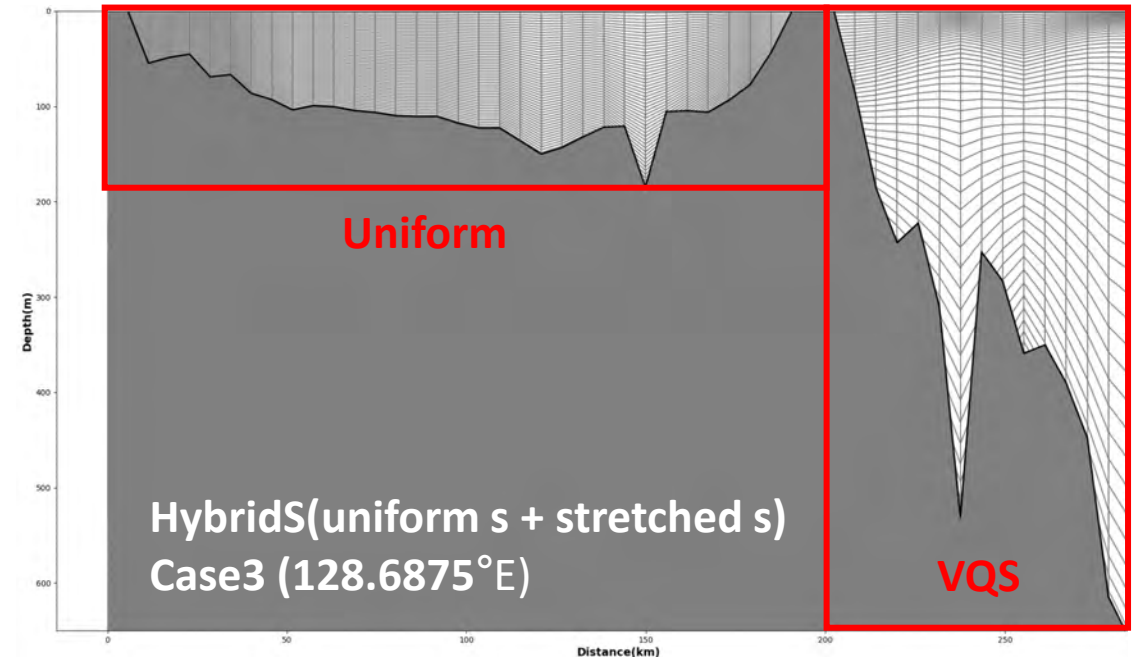 0
100
200
300
400
500
600
Depth(m)
Uniform
HybridS(uniform s + stretched s)
Case3 (128.6875°E)
VQS
0
50
100
150
200
250
Distance(km)